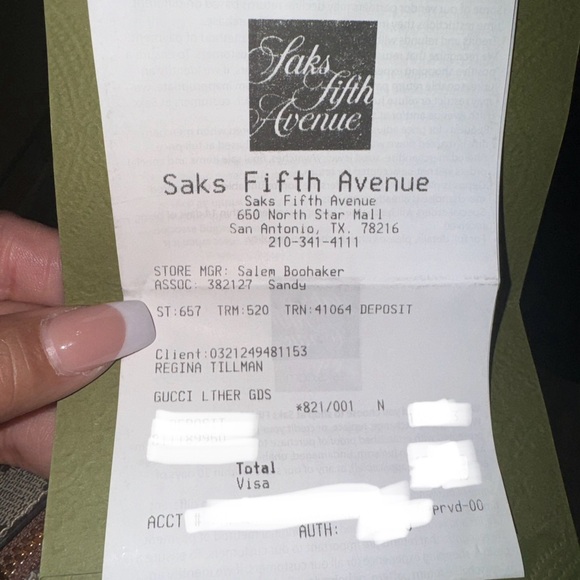 Saks
fifth
Avenue
Saks Fifth Avenue
Saks Fifth Avenue
650 North Star Mall
San Antonio, TX. 78216
210-341-4111
STORE MGR: Salem Boohaker
ASSOC: 382127 Sandy
ST:657 TRM:520 TRN:41064 DEPOSIT
Client:0321249481153
REGINA TILLMAN
GUCCI LTHER GDS
*821/001 N
Total
Visa
prvd-00
ACCT #
AUTH: